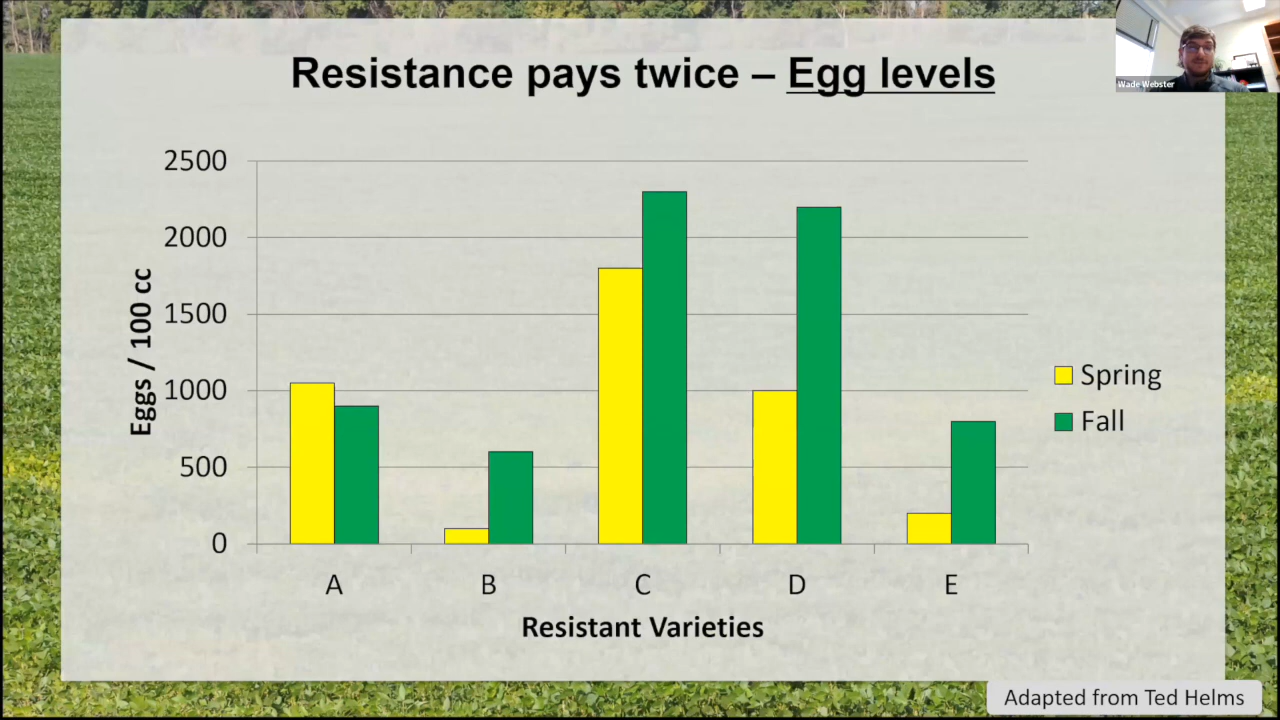 Resistance pays twice – Egg levels
Wade Webster
2500
2000
1500
1000
500
0
Eggs / 100 cc
A B C D E
Resistant Varieties
Spring
Fall
Adapted from Ted Helms